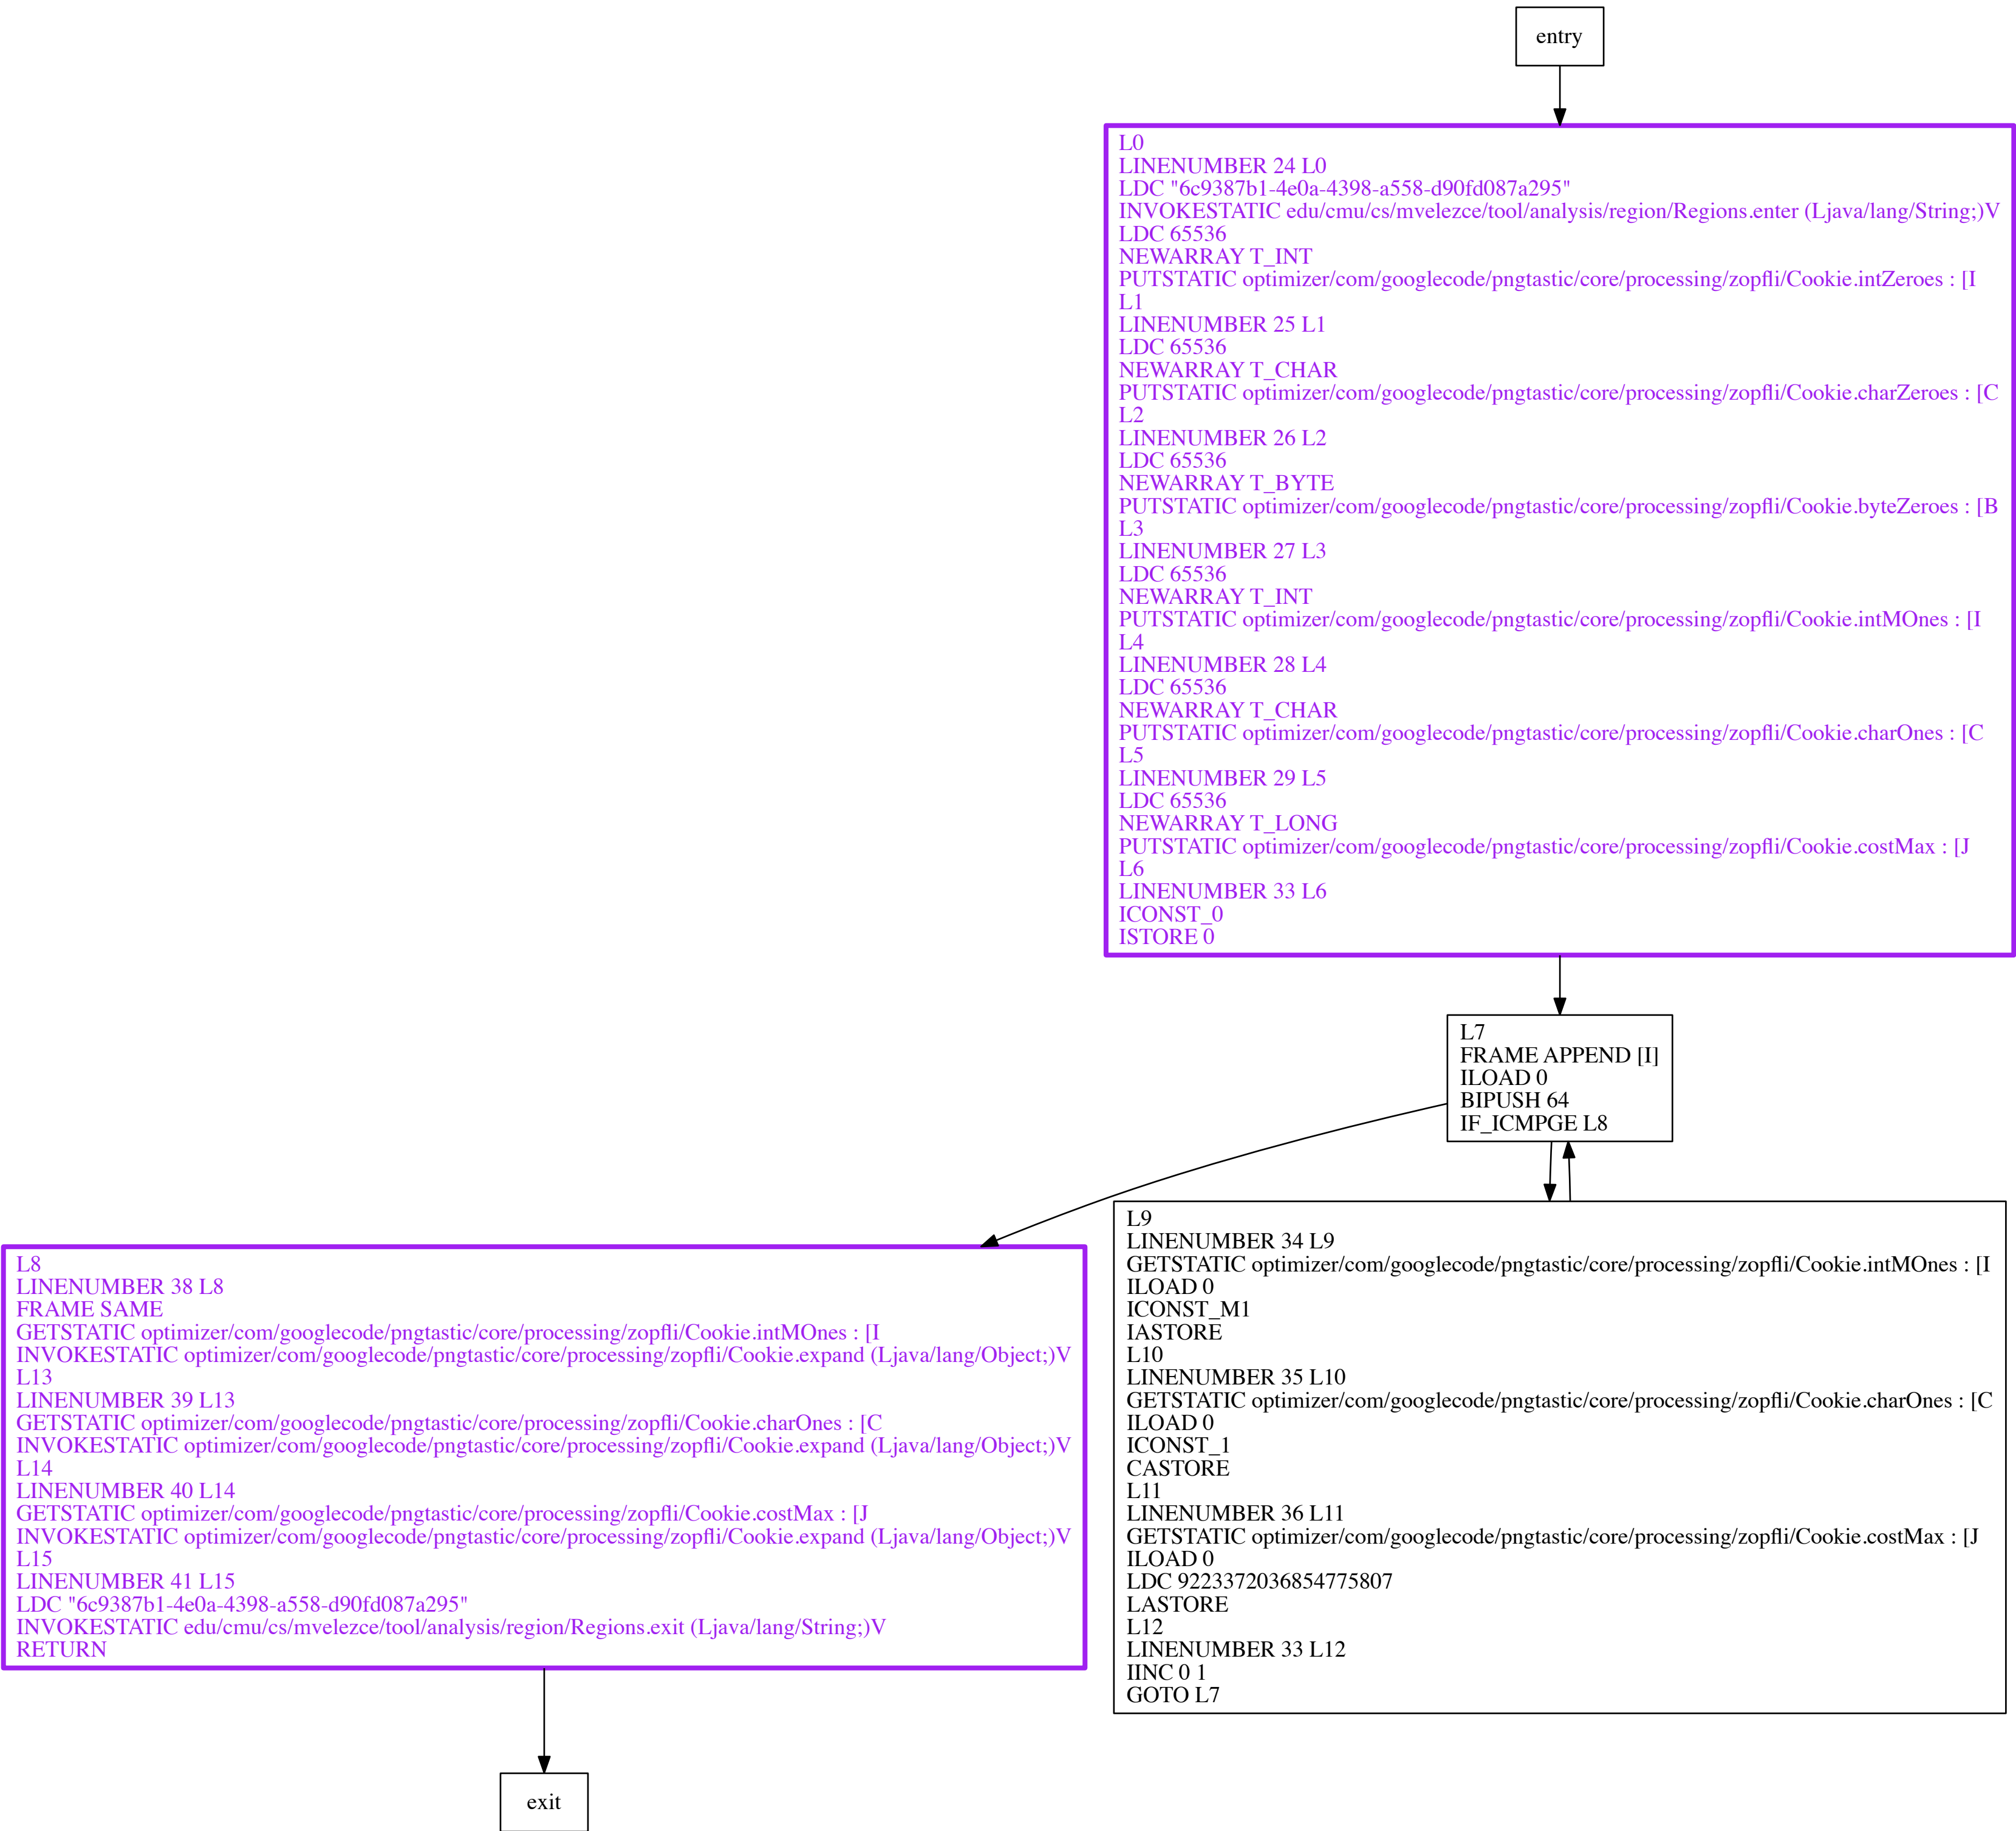 entry
L0
LINENUMBER 24 L0
LDC "6c9387b1-4e0a-4398-a558-d90fd087a295"
INVOKESTATIC edu/cmu/cs/mvelezce/tool/analysis/region/Regions.enter (Ljava/lang/String;)V
LDC 65536
NEWARRAY T_INT
PUTSTATIC optimizer/com/googlecode/pngtastic/core/processing/zopfli/Cookie.intZeroes : [I
L1
LINENUMBER 25 L1
LDC 65536
NEWARRAY T_CHAR
PUTSTATIC optimizer/com/googlecode/pngtastic/core/processing/zopfli/Cookie.charZeroes : [C
L2
LINENUMBER 26 L2
LDC 65536
NEWARRAY T_BYTE
PUTSTATIC optimizer/com/googlecode/pngtastic/core/processing/zopfli/Cookie.byteZeroes : [B
L3
LINENUMBER 27 L3
LDC 65536
NEWARRAY T_INT
PUTSTATIC optimizer/com/googlecode/pngtastic/core/processing/zopfli/Cookie.intMOnes : [I
L4
LINENUMBER 28 L4
LDC 65536
NEWARRAY T_CHAR
PUTSTATIC optimizer/com/googlecode/pngtastic/core/processing/zopfli/Cookie.charOnes : [C
L5
LINENUMBER 29 L5
LDC 65536
NEWARRAY T_LONG
PUTSTATIC optimizer/com/googlecode/pngtastic/core/processing/zopfli/Cookie.costMax : [J
L6
LINENUMBER 33 L6
ICONST_0
ISTORE 0
L7
FRAME APPEND [I]
ILOAD 0
BIPUSH 64
IF_ICMPGE L8
L8
LINENUMBER 38 L8
FRAME SAME
GETSTATIC optimizer/com/googlecode/pngtastic/core/processing/zopfli/Cookie.intMOnes : [I
INVOKESTATIC optimizer/com/googlecode/pngtastic/core/processing/zopfli/Cookie.expand (Ljava/lang/Object;)V
L13
LINENUMBER 39 L13
GETSTATIC optimizer/com/googlecode/pngtastic/core/processing/zopfli/Cookie.charOnes : [C
INVOKESTATIC optimizer/com/googlecode/pngtastic/core/processing/zopfli/Cookie.expand (Ljava/lang/Object;)V
L14
LINENUMBER 40 L14
GETSTATIC optimizer/com/googlecode/pngtastic/core/processing/zopfli/Cookie.costMax : [J
INVOKESTATIC optimizer/com/googlecode/pngtastic/core/processing/zopfli/Cookie.expand (Ljava/lang/Object;)V
L15
LINENUMBER 41 L15
LDC "6c9387b1-4e0a-4398-a558-d90fd087a295"
INVOKESTATIC edu/cmu/cs/mvelezce/tool/analysis/region/Regions.exit (Ljava/lang/String;)V
RETURN
L9
LINENUMBER 34 L9
GETSTATIC optimizer/com/googlecode/pngtastic/core/processing/zopfli/Cookie.intMOnes : [I
ILOAD 0
ICONST_M1
IASTORE
L10
LINENUMBER 35 L10
GETSTATIC optimizer/com/googlecode/pngtastic/core/processing/zopfli/Cookie.charOnes : [C
ILOAD 0
ICONST_1
CASTORE
L11
LINENUMBER 36 L11
GETSTATIC optimizer/com/googlecode/pngtastic/core/processing/zopfli/Cookie.costMax : [J
ILOAD 0
LDC 9223372036854775807
LASTORE
L12
LINENUMBER 33 L12
IINC 0 1
GOTO L7
exit